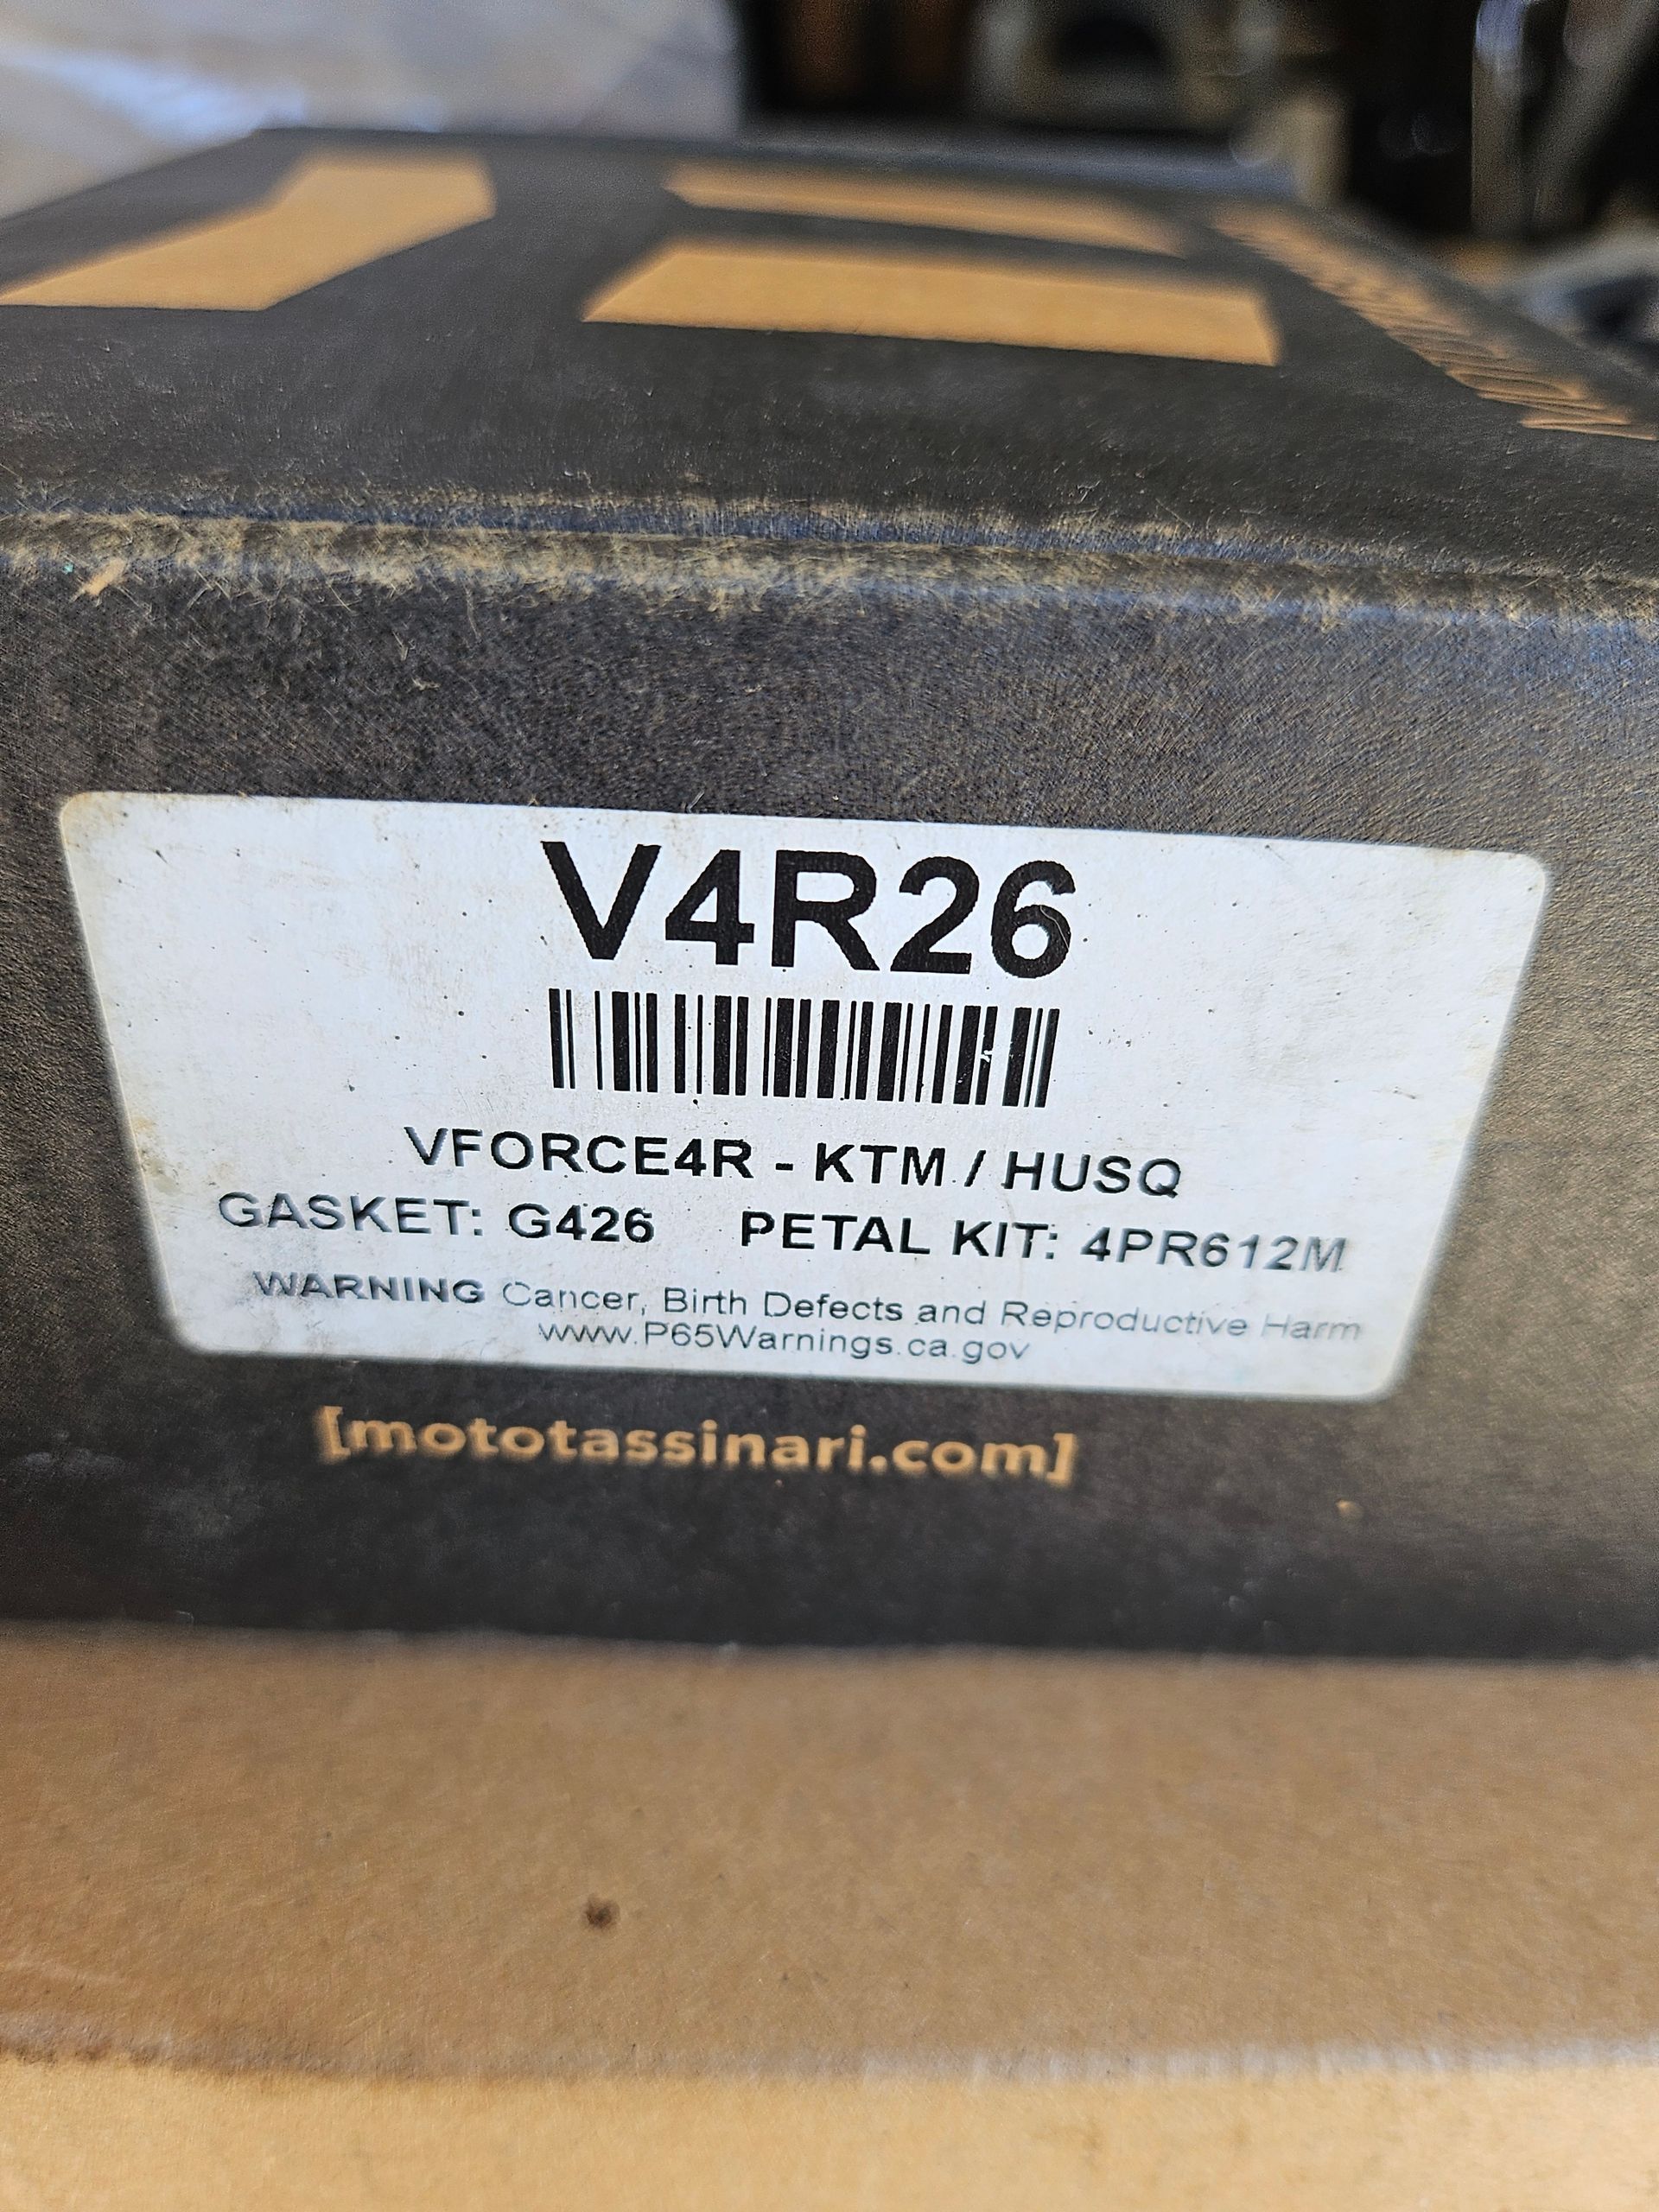 V4R26
VFORCE4R - KTM / HUSQ
GASKET: G426 PETAL KIT: 4PR612M
WARNING Cancer, Birth Defects and Reproductive Harm
www.P65Warnings.ca.gov
[mototassinari.com]